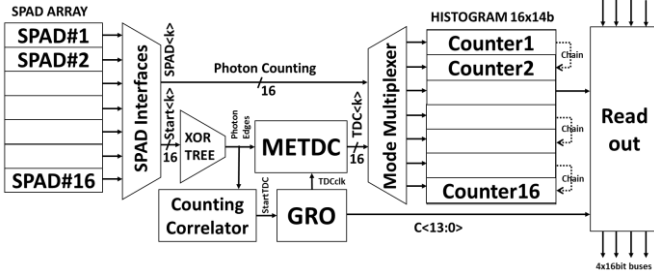 SPAD ARRAY
SPAD#1
SPAD#2
SPAD#16
SPAD Interfaces
SPAD<k>
Start<k>
16
Photon Counting
16
XOR
TREE
Photon
Edges
METDC
TDC<k>
16
Counting
Correlator
StartTDC
TDCclk
GRO
C<13:0>
Mode Multiplexer
HISTOGRAM 16x14b
Counter1
Counter2
Counter16
Chain
Chain
Chain
Read
out
4x16bit buses